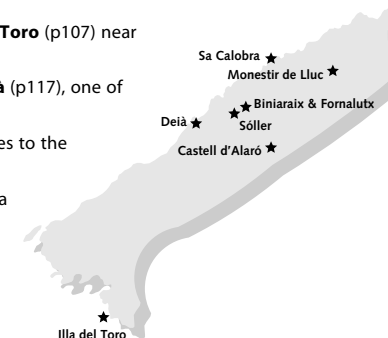 Toro (p107) near
à (p117), one of
es to the
a
Sa Calobra
Monestir de Lluc
Biniaraix & Fornalutx
Deià
Sóller
Castell d'Alaró
Illa del Toro